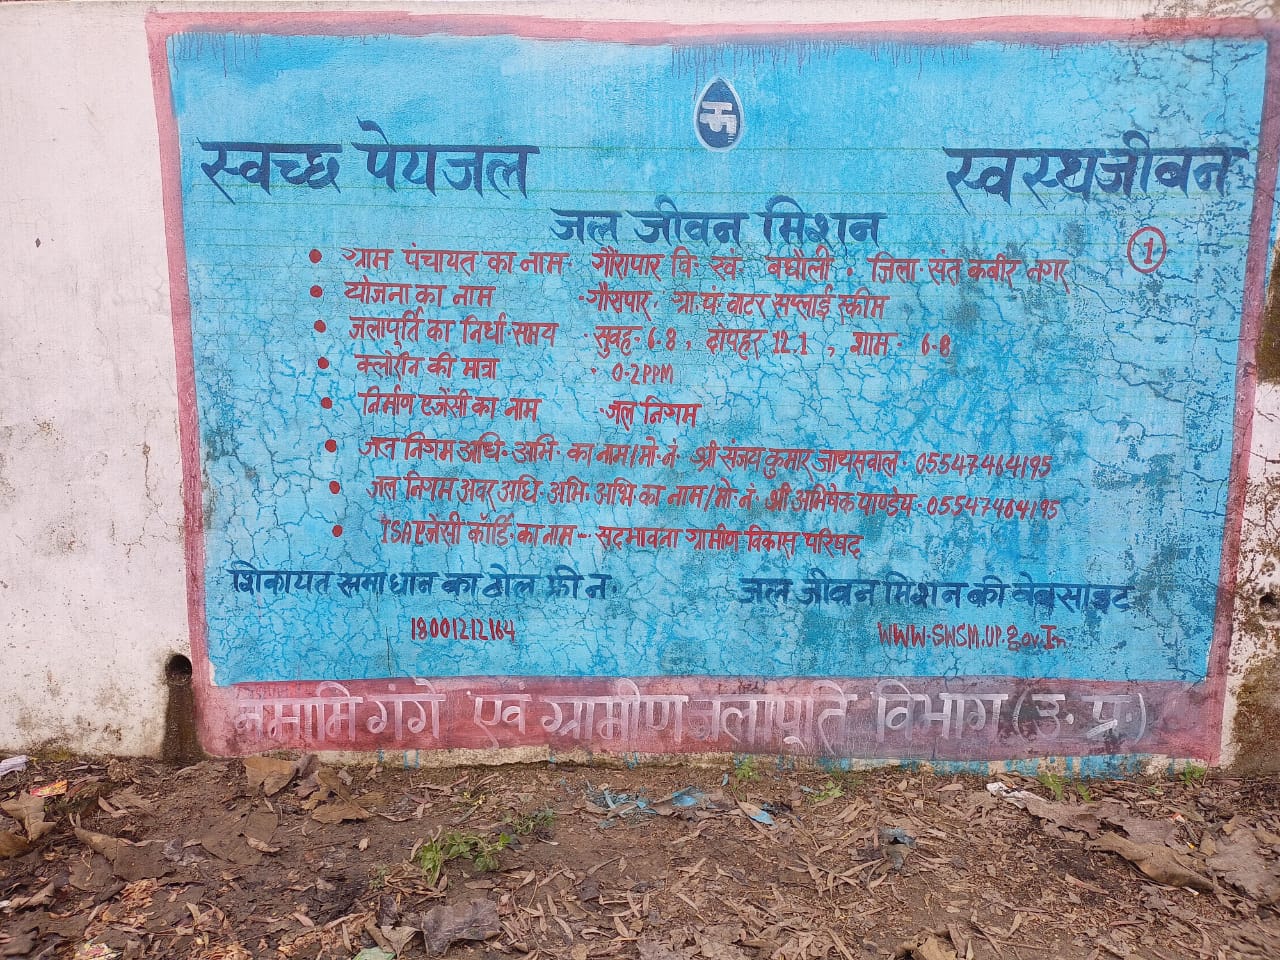 स्वच्छ पेयजल स्वस्थ जीवन
जल जीवन मिशन
1
• ग्राम पंचायत का नाम- गौरापार वि॰ खं॰ बघौली • जिला-संत कबीर नगर
• योजना का नाम -गौरापार, ग्रा॰ पं॰ वाटर सप्लाई स्कीम
• जलापूर्ति का निर्धा-समय - सुवह- 6-8, दोपहर 12.1, शाम- 6-8
• क्लोरीन की मात्रा - 0.2PPM
• निर्माण एजेंसी का नाम -जल निगम
• जल निगम अधि॰ अभि॰ का नाम/मो॰ नं॰ श्री संजय कुमार जायसवाल - 05547464195
• जल निगम अवर अधि॰ अभि॰ अभि का नाम/मो॰ नं॰ श्री अभिषेक पाण्डेय- 05547464195
• ISA एजेंसी कॉर्डि॰ का नाम -- सदभावना ग्रामीण विकास परिषद
शिकायत समाधान का टोल फ्री न॰ जल जीवन मिशन की वेबसाइट
18001212164 WWW.SWSM.UP.gov.In
नमामि गंगे एवं ग्रामीण जलापूर्ति विभाग (उ॰ प्र॰)